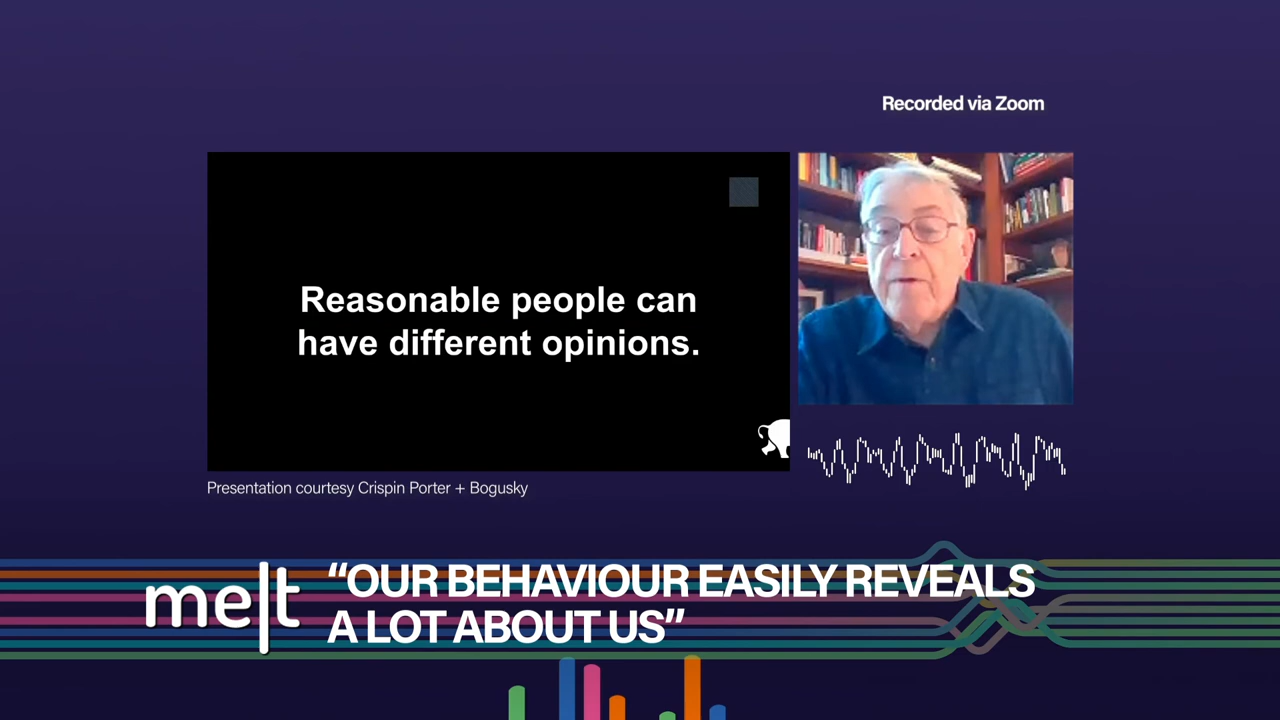 Recorded via Zoom
Reasonable people can
have different opinions.
Presentation courtesy Crispin Porter + Bogusky
melt
“OUR BEHAVIOUR EASILY REVEALS
A LOT ABOUT US”